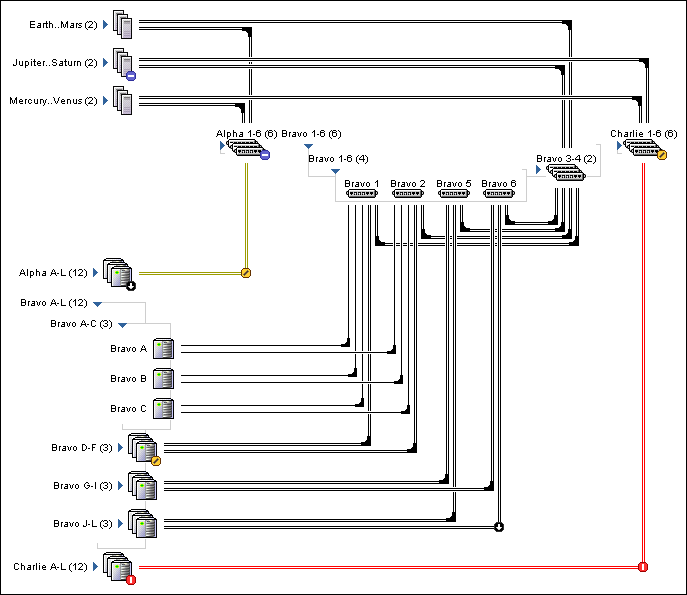 Earth..Mars (2)
Jupiter..Saturn (2)
Mercury..Venus (2)
Alpha 1-6 (6)
Bravo 1-6 (6)
Charlie 1-6 (6)
Bravo 1-6 (4)
Bravo 3-4 (2)
Bravo 1
Bravo 2
Bravo 5
Bravo 6
Alpha A-L (12)
Bravo A-L (12)
Bravo A-C (3)
Bravo A
Bravo B
Bravo C
Bravo D-F (3)
Bravo G-I (3)
Bravo J-L (3)
Charlie A-L (12)